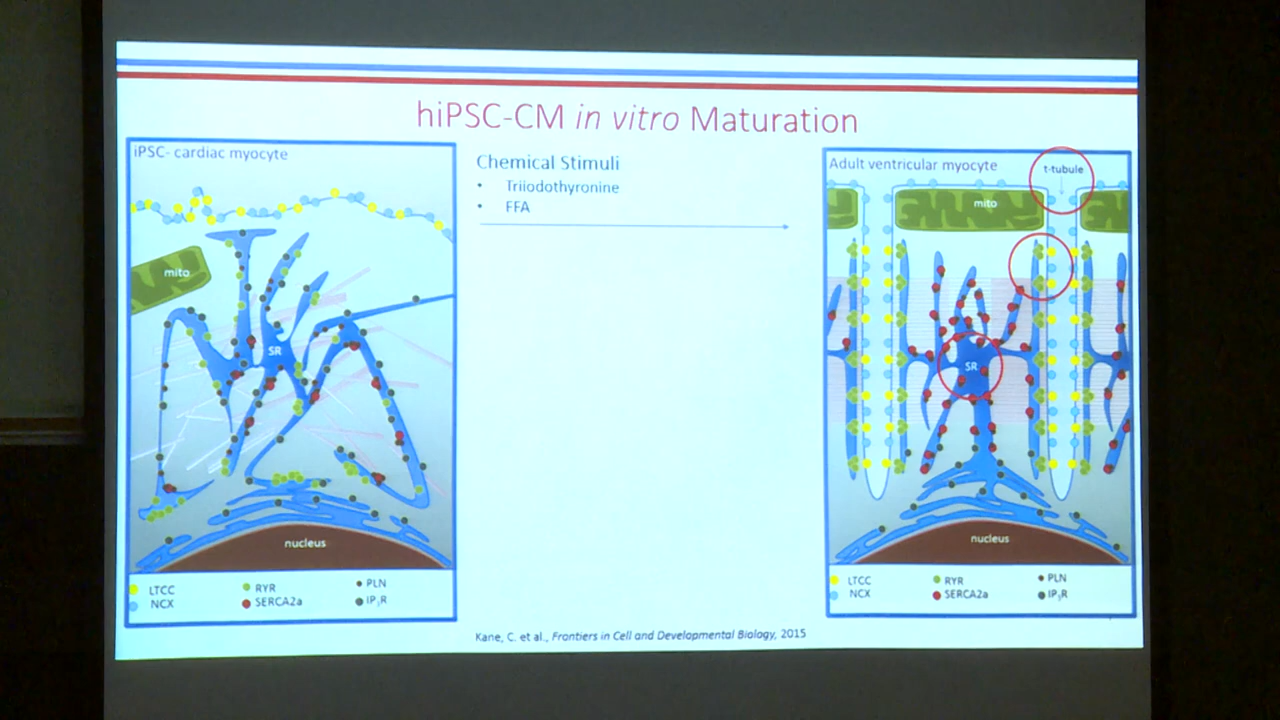 hiPSC-CM in vitro Maturation
iPSC- cardiac myocyte
mito
SR
nucleus
LTCC
RYR
PLN
NCX
SERCA2a
IP₃R
Chemical Stimuli
• Triiodothyronine
• FFA
Adult ventricular myocyte
t-tubule
mito
SR
nucleus
LTCC
RYR
PLN
NCX
SERCA2a
IP₃R
Kane, C. et al., Frontiers in Cell and Developmental Biology, 2015